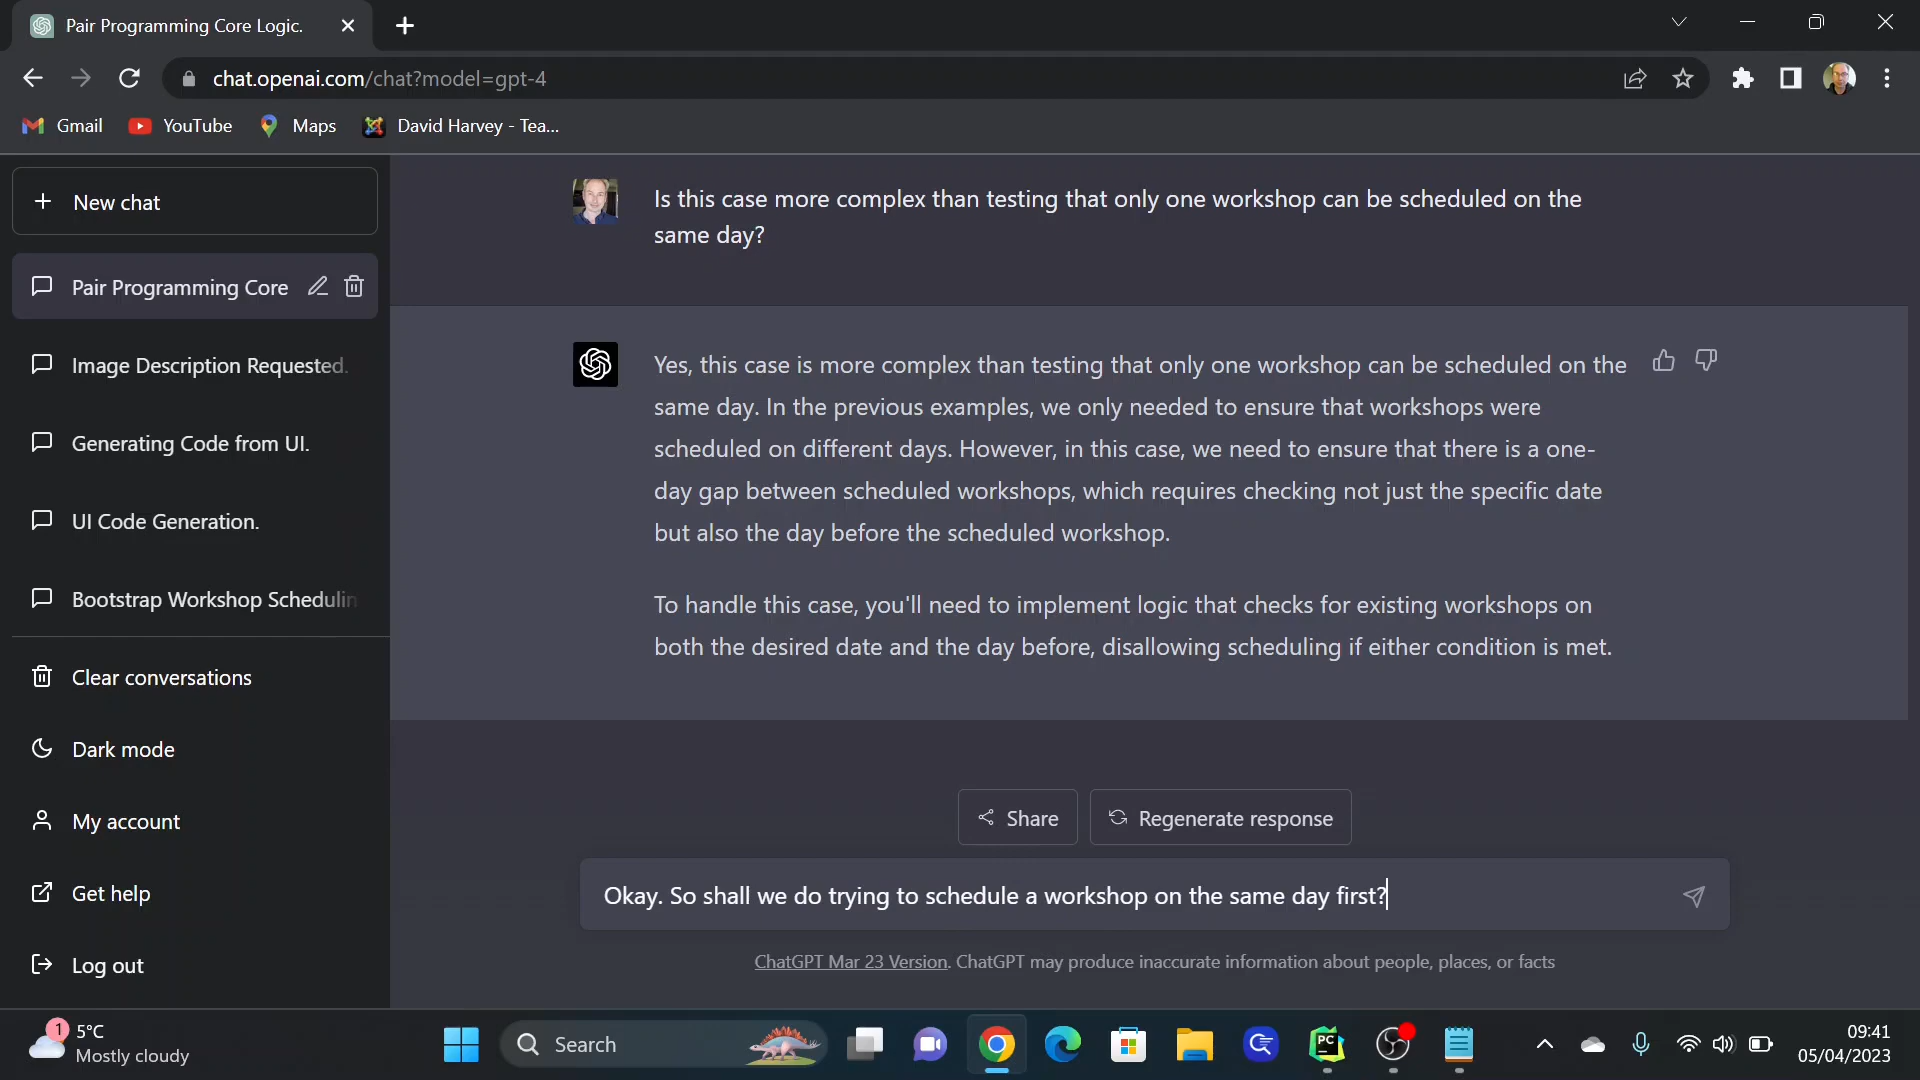 Pair Programming Core Logic.
chat.openai.com/chat?model=gpt-4
Gmail
YouTube
Maps
David Harvey - Tea...
New chat
Pair Programming Core
Image Description Requested.
Generating Code from UI.
UI Code Generation.
Bootstrap Workshop Schedulin
Clear conversations
Dark mode
My account
Get help
Log out
Is this case more complex than testing that only one workshop can be scheduled on the
same day?
Yes, this case is more complex than testing that only one workshop can be scheduled on the
same day. In the previous examples, we only needed to ensure that workshops were
scheduled on different days. However, in this case, we need to ensure that there is a one-
day gap between scheduled workshops, which requires checking not just the specific date
but also the day before the scheduled workshop.
To handle this case, you'll need to implement logic that checks for existing workshops on
both the desired date and the day before, disallowing scheduling if either condition is met.
Share
Regenerate response
Okay. So shall we do trying to schedule a workshop on the same day first?
ChatGPT Mar 23 Version. ChatGPT may produce inaccurate information about people, places, or facts
1
5°C
Mostly cloudy
Search
PC
09:41
05/04/2023